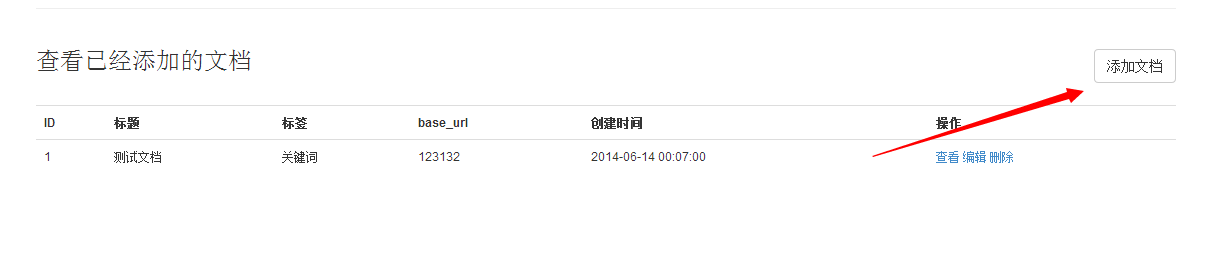 查看已经添加的文档
添加文档
ID 标题 标签 base_url 创建时间 操作
1 测试文档 关键词 123132 2014-06-14 00:07:00 查看 编辑 删除